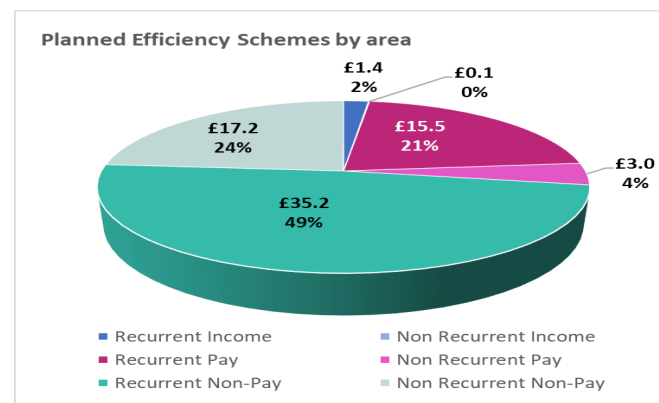 Planned Efficiency Schemes by area
£1.4
2%
£0.1
0%
£17.2
24%
£15.5
21%
£3.0
4%
£35.2
49%
Recurrent Income
Non Recurrent Income
Recurrent Pay
Non Recurrent Pay
Recurrent Non-Pay
Non Recurrent Non-Pay